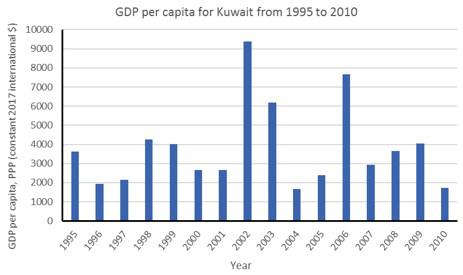 GDP per capita for Kuwait from 1995 to 2010
GDP per capita, PPP (constant 2017 international $)
10000
9000
8000
7000
6000
5000
4000
3000
2000
1000
0
1995 1996 1997 1998 1999 2000 2001 2002 2003 2004 2005 2006 2007 2008 2009 2010
Year